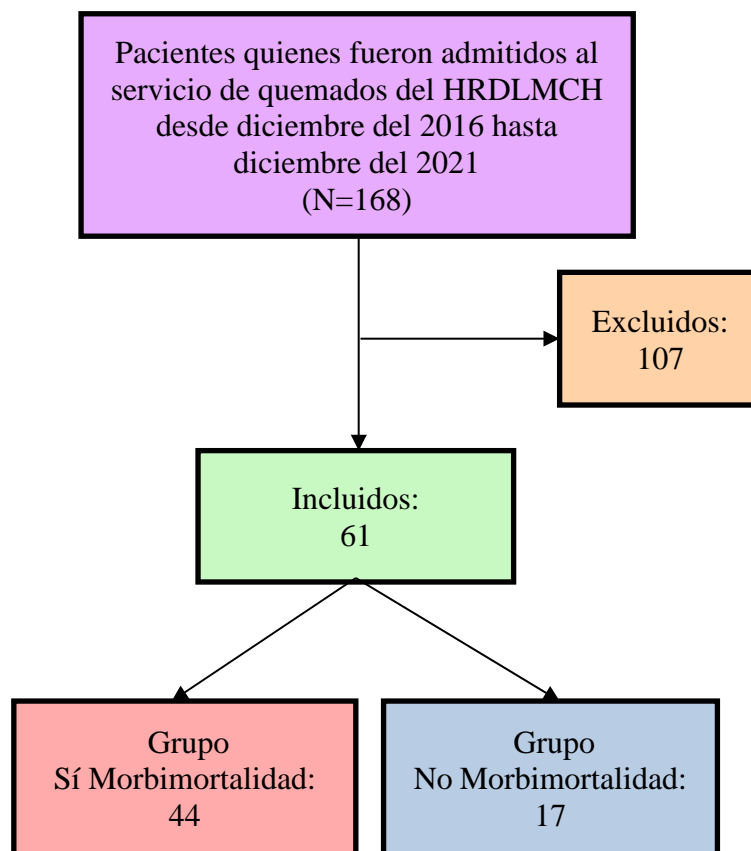 Pacientes quienes fueron admitidos al
servicio de quemados del HRDLMCH
desde diciembre del 2016 hasta
diciembre del 2021
(N=168)
Excluidos:
107
Incluidos:
61
Grupo
Sí Morbimortalidad:
44
Grupo
No Morbimortalidad:
17